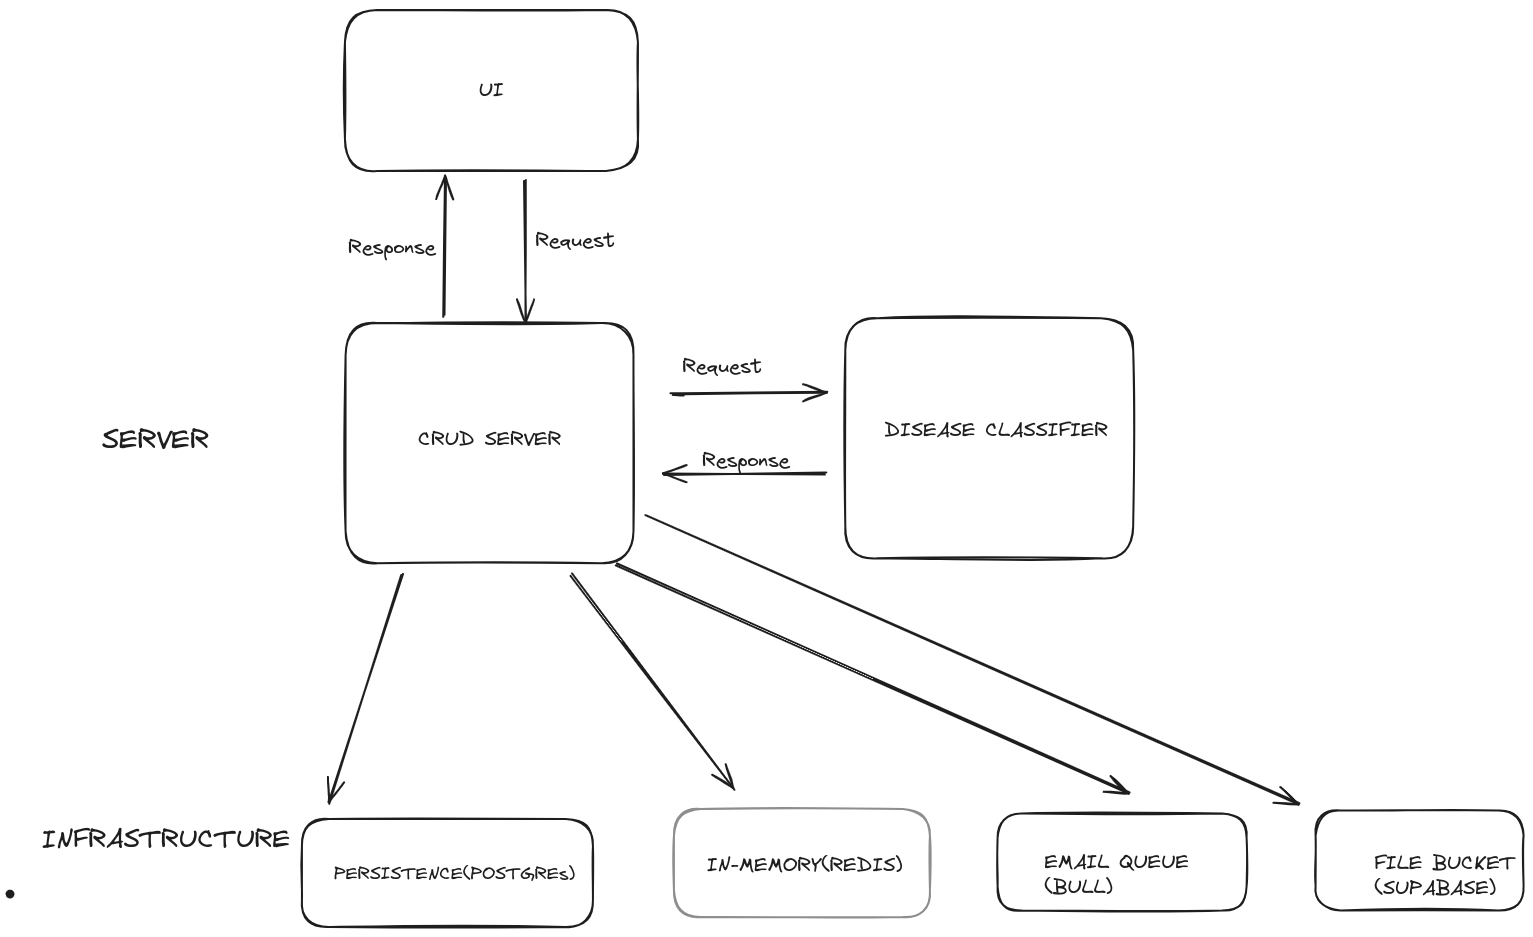 UI
Response
Request
SERVER
CRUD SERVER
Request
Response
DISEASE CLASSIFIER
INFRASTRUCTURE
PERSISTENCE(POSTGREs)
IN-MEMORY(REDIS)
EMAIL QUEUE
(BULL)
FILE BUCKET
(SUPABASE)